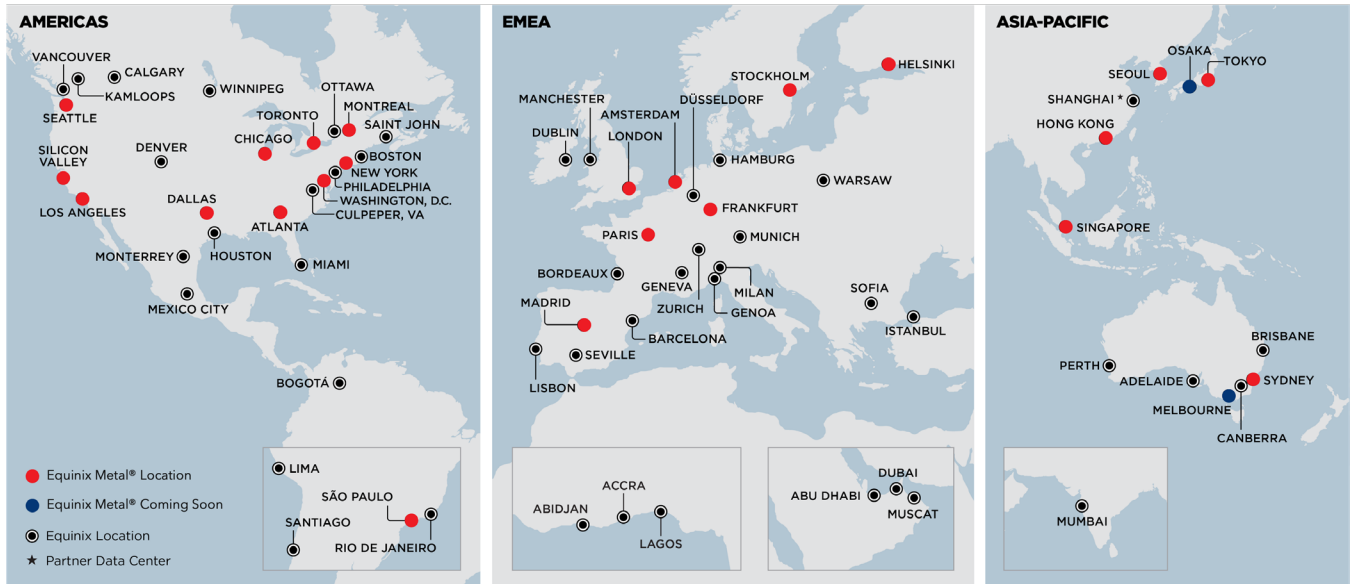 AMERICAS
VANCOUVER
CALGARY
KAMLOOPS
WINNIPEG
SEATTLE
OTTAWA
MONTREAL
TORONTO
SAINT JOHN
CHICAGO
SILICON
VALLEY
DENVER
BOSTON
NEW YORK
PHILADELPHIA
WASHINGTON, D.C.
CULPEPER, VA
LOS ANGELES
DALLAS
ATLANTA
MONTERREY
HOUSTON
MIAMI
MEXICO CITY
BOGOTÁ
LIMA
SÃO PAULO
SANTIAGO
RIO DE JANEIRO
Equinix Metal® Location
Equinix Metal® Coming Soon
Equinix Location
★ Partner Data Center
EMEA
HELSINKI
STOCKHOLM
MANCHESTER
DÜSSELDORF
AMSTERDAM
DUBLIN
LONDON
HAMBURG
WARSAW
FRANKFURT
PARIS
MUNICH
BORDEAUX
GENEVA
MILAN
SOFIA
MADRID
ZURICH
GENOA
ISTANBUL
BARCELONA
SEVILLE
LISBON
ACCRA
ABIDJAN
LAGOS
DUBAI
ABU DHABI
MUSCAT
ASIA-PACIFIC
OSAKA
TOKYO
SEOUL
SHANGHAI ★
HONG KONG
SINGAPORE
BRISBANE
PERTH
ADELAIDE
SYDNEY
MELBOURNE
CANBERRA
MUMBAI